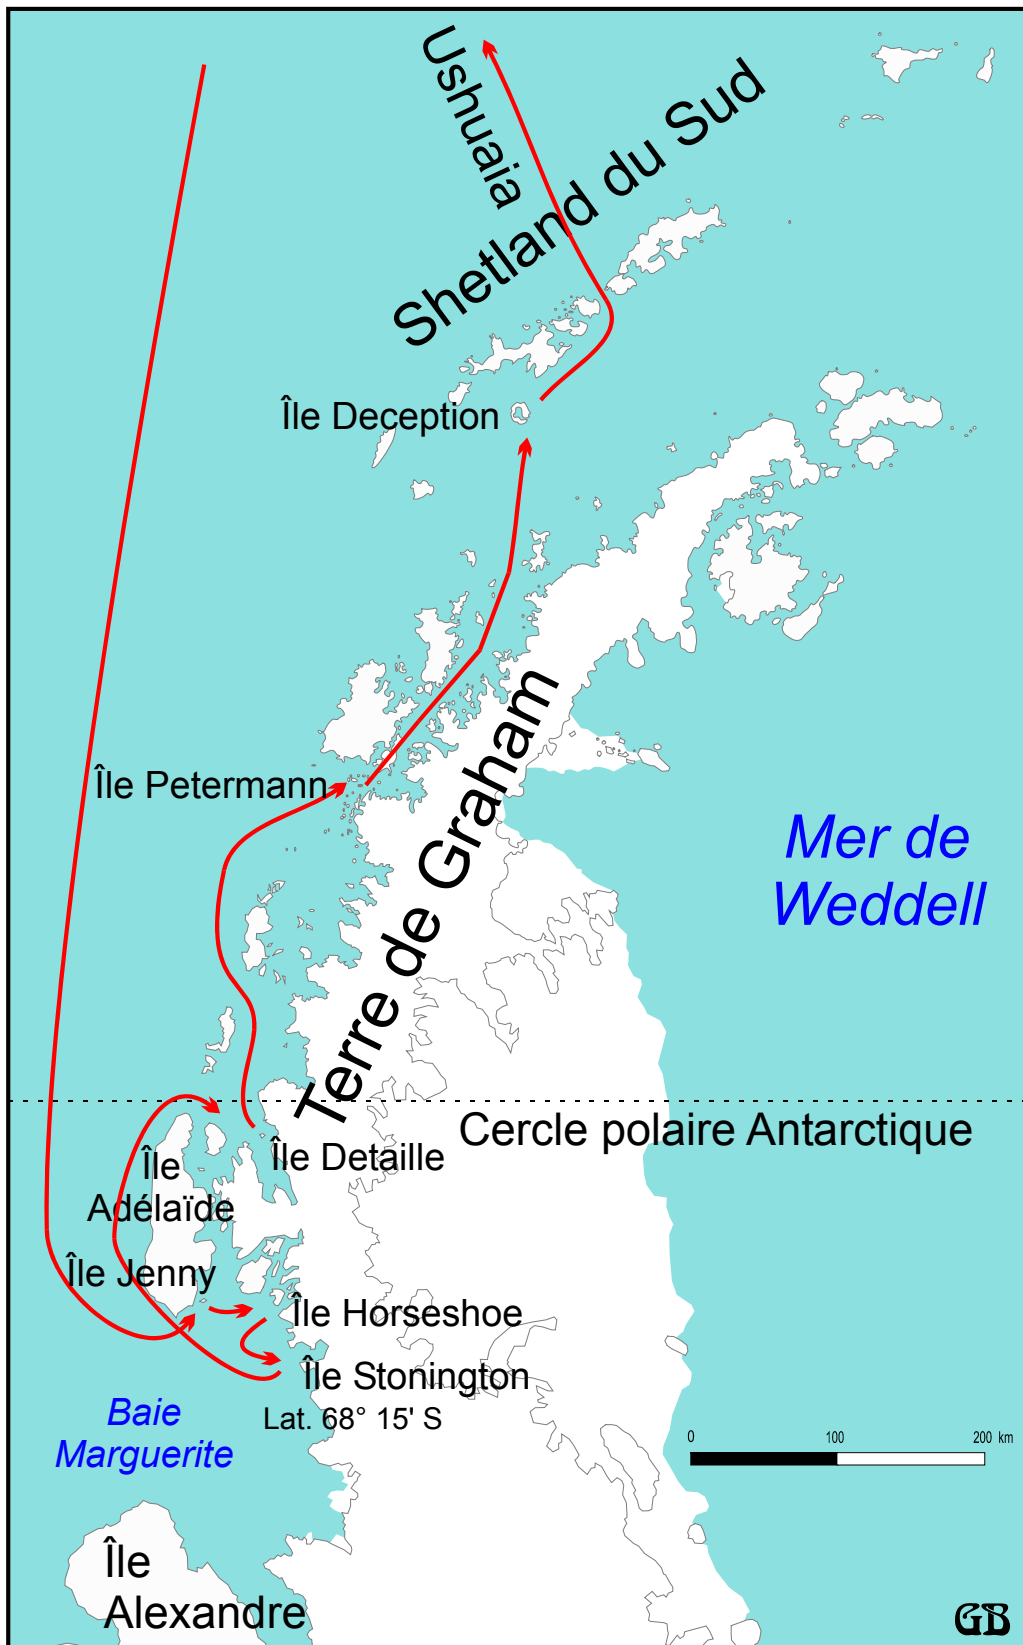 Ushuaia
Shetland du Sud
Île Deception
Île Petermann
Terre de Graham
Mer de
Weddell
Cercle polaire Antarctique
Île Detaille
Île
Adélaïde
Île Jenny
Île Horseshoe
Île Stonington
Lat. 68° 15' S
Baie
Marguerite
0 100 200 km
Île
Alexandre
GB